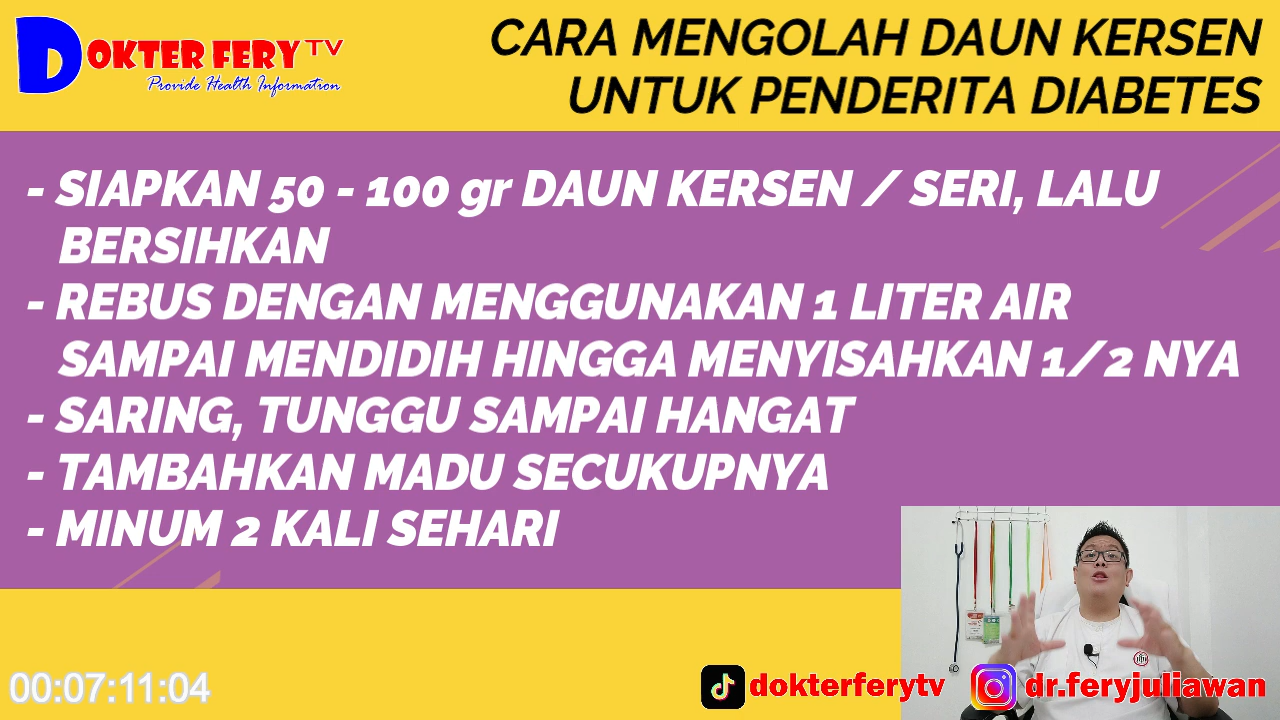 DOKTER FERY TV
Provide Health Information
CARA MENGOLAH DAUN KERSEN
UNTUK PENDERITA DIABETES
- SIAPKAN 50 - 100 gr DAUN KERSEN / SERI, LALU
BERSIHKAN
- REBUS DENGAN MENGGUNAKAN 1 LITER AIR
SAMPAI MENDIDIH HINGGA MENYISAHKAN 1/2 NYA
- SARING, TUNGGU SAMPAI HANGAT
- TAMBAHKAN MADU SECUKUPNYA
- MINUM 2 KALI SEHARI
00:07:11:04
dokterferytv
dr.feryjuliawan